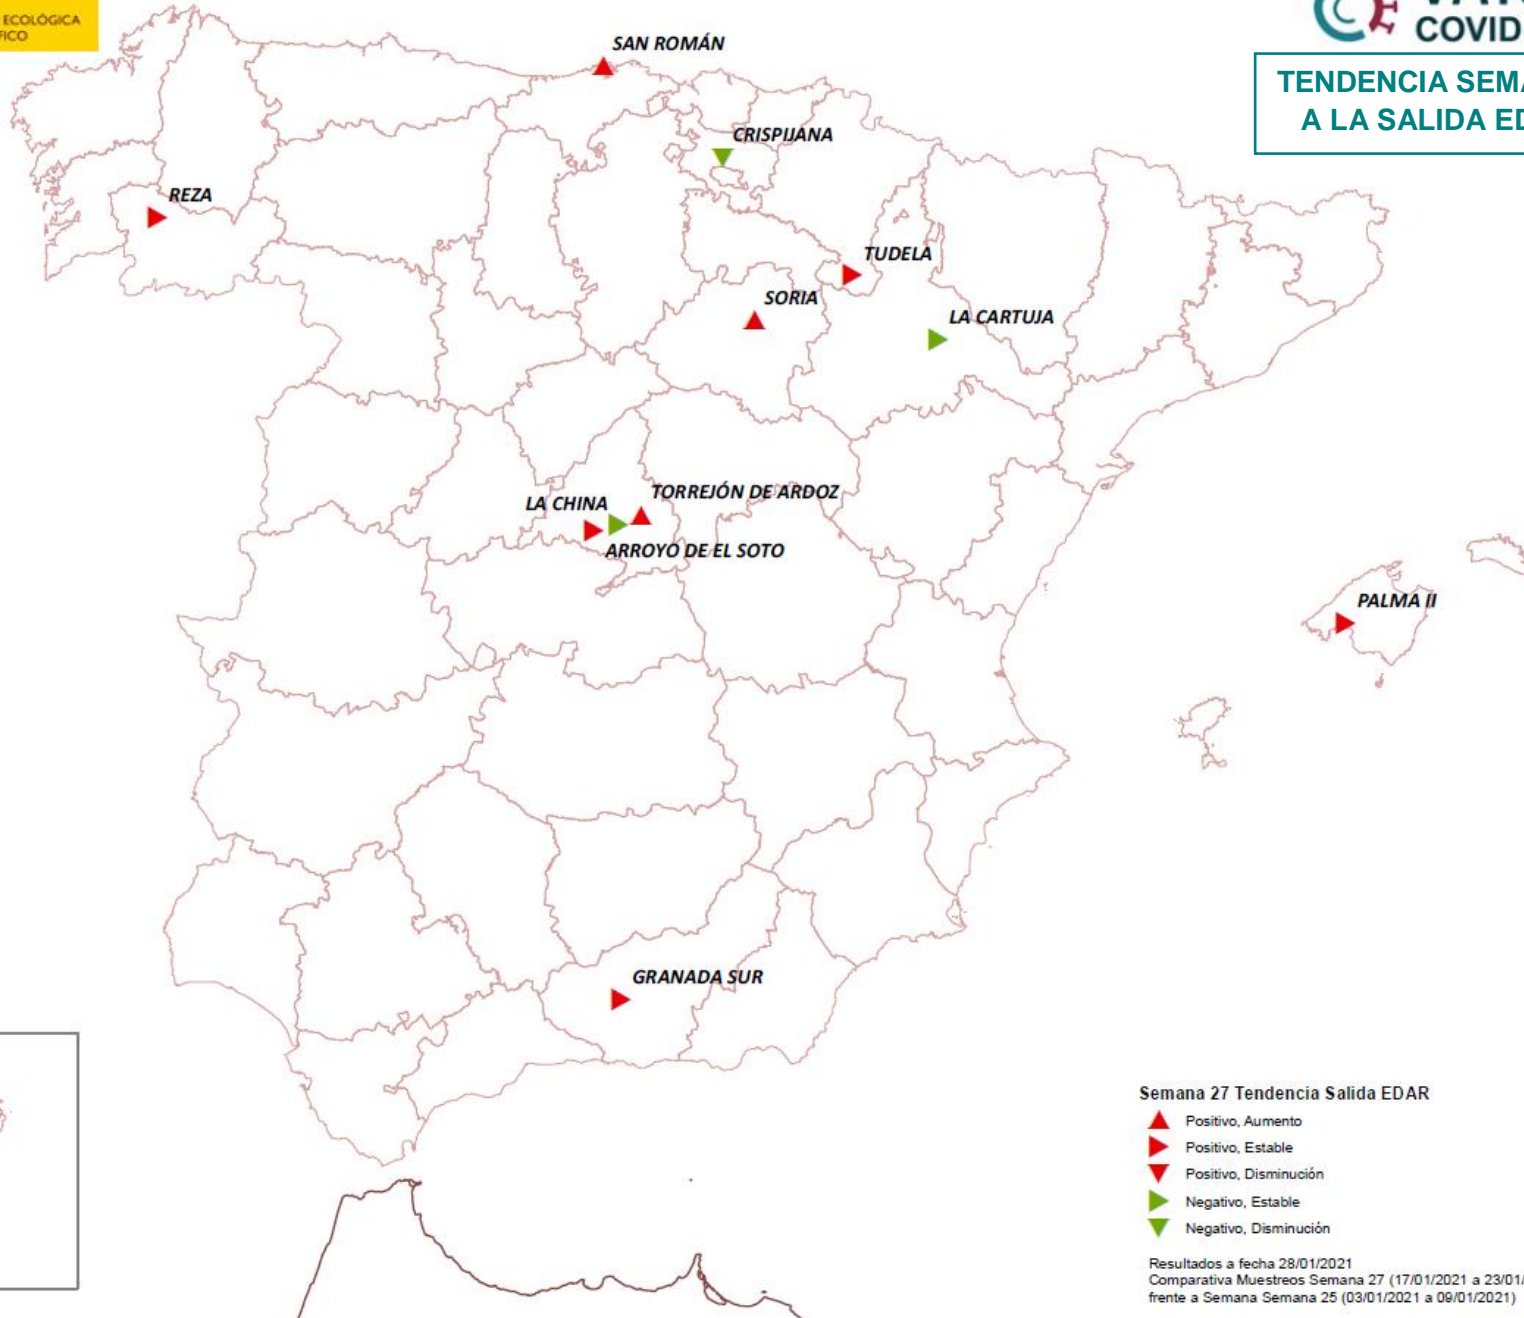 ECOLÓGICA
COVID
TENDENCIA
A LA SALIDA
SAN ROMÁN
CRISPIJANA
REZA
TUDELA
SORIA
LA CARTUJA
TORREJÓN DE ARDOZ
LA CHINA
ARROYO DE EL SOTO
PALMA II
GRANADA SUR
Semana 27 Tendencia Salida EDAR
Positivo, Aumento
Positivo, Estable
Positivo, Disminución
Negativo, Estable
Negativo, Disminución
Resultados a fecha 28/01/2021
Comparativa Muestreos Semana 27 (17/01/2021 a 23/01/
frente a Semana Semana 25 (03/01/2021 a 09/01/2021)